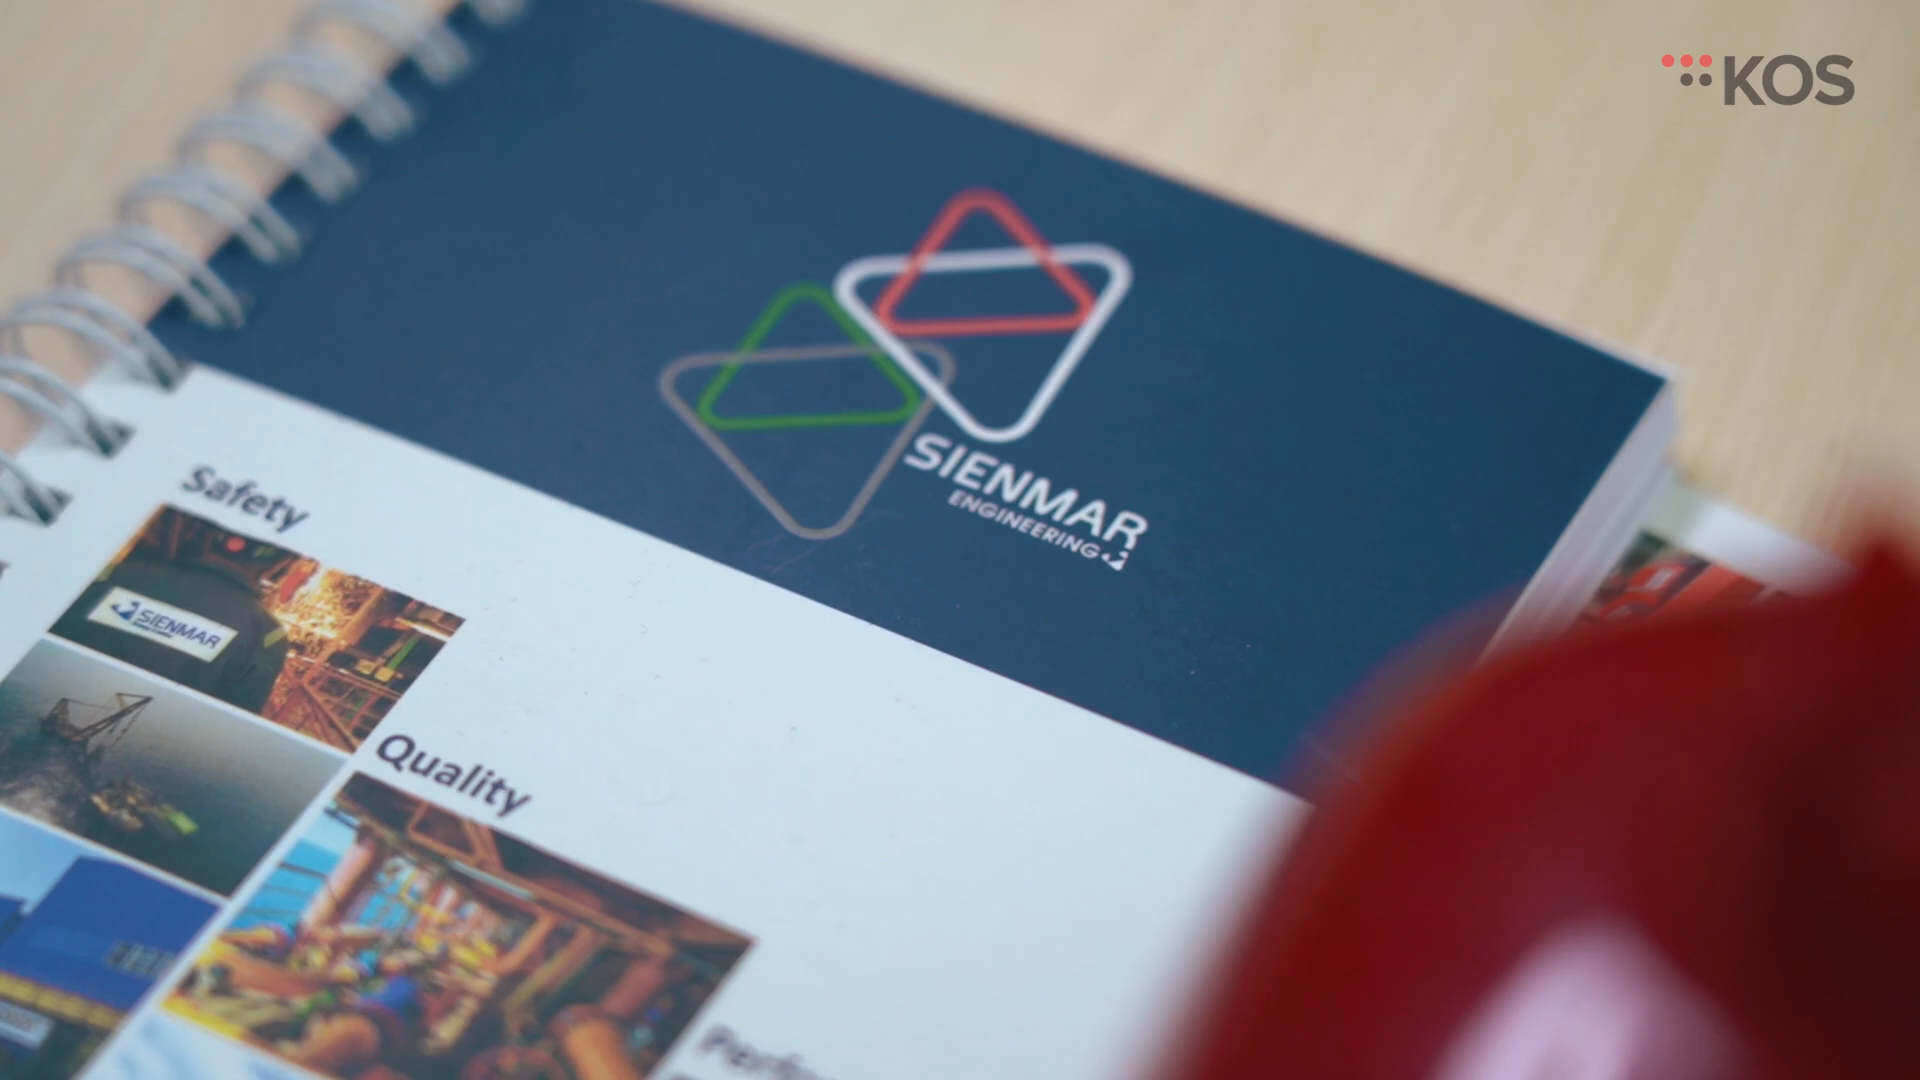 KOS
SIENMAR
ENGINEERING
Safety
SIENMAR
Quality